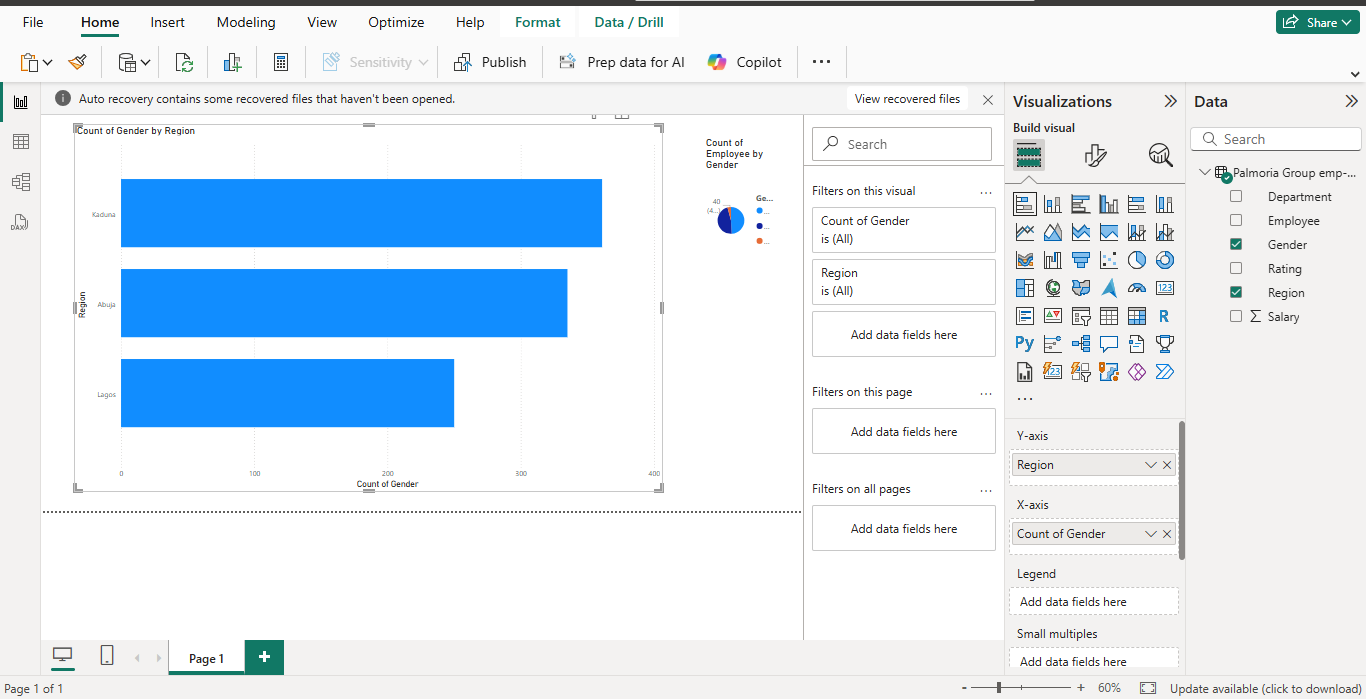 File Home Insert Modeling View Optimize Help Format Data / Drill Share
Sensitivity Publish Prep data for AI Copilot ...
Auto recovery contains some recovered files that haven't been opened. View recovered files
Count of Gender by Region
Region
Kaduna
Abuja
Lagos
0 100 200 300 400
Count of Gender
Count of
Employee by
Gender
40
(4...)
Ge...
...
...
...
Search
Filters on this visual ...
Count of Gender
is (All)
Region
is (All)
Add data fields here
Filters on this page ...
Add data fields here
Filters on all pages ...
Add data fields here
Visualizations
Build visual
123
R
Py
123
...
Y-axis
Region
X-axis
Count of Gender
Legend
Add data fields here
Small multiples
Add data fields here
Data
Search
Palmoria Group emp-...
Department
Employee
Gender
Rating
Region
Σ Salary
DAX
Page 1 +
Page 1 of 1 - + 60% Update available (click to download)